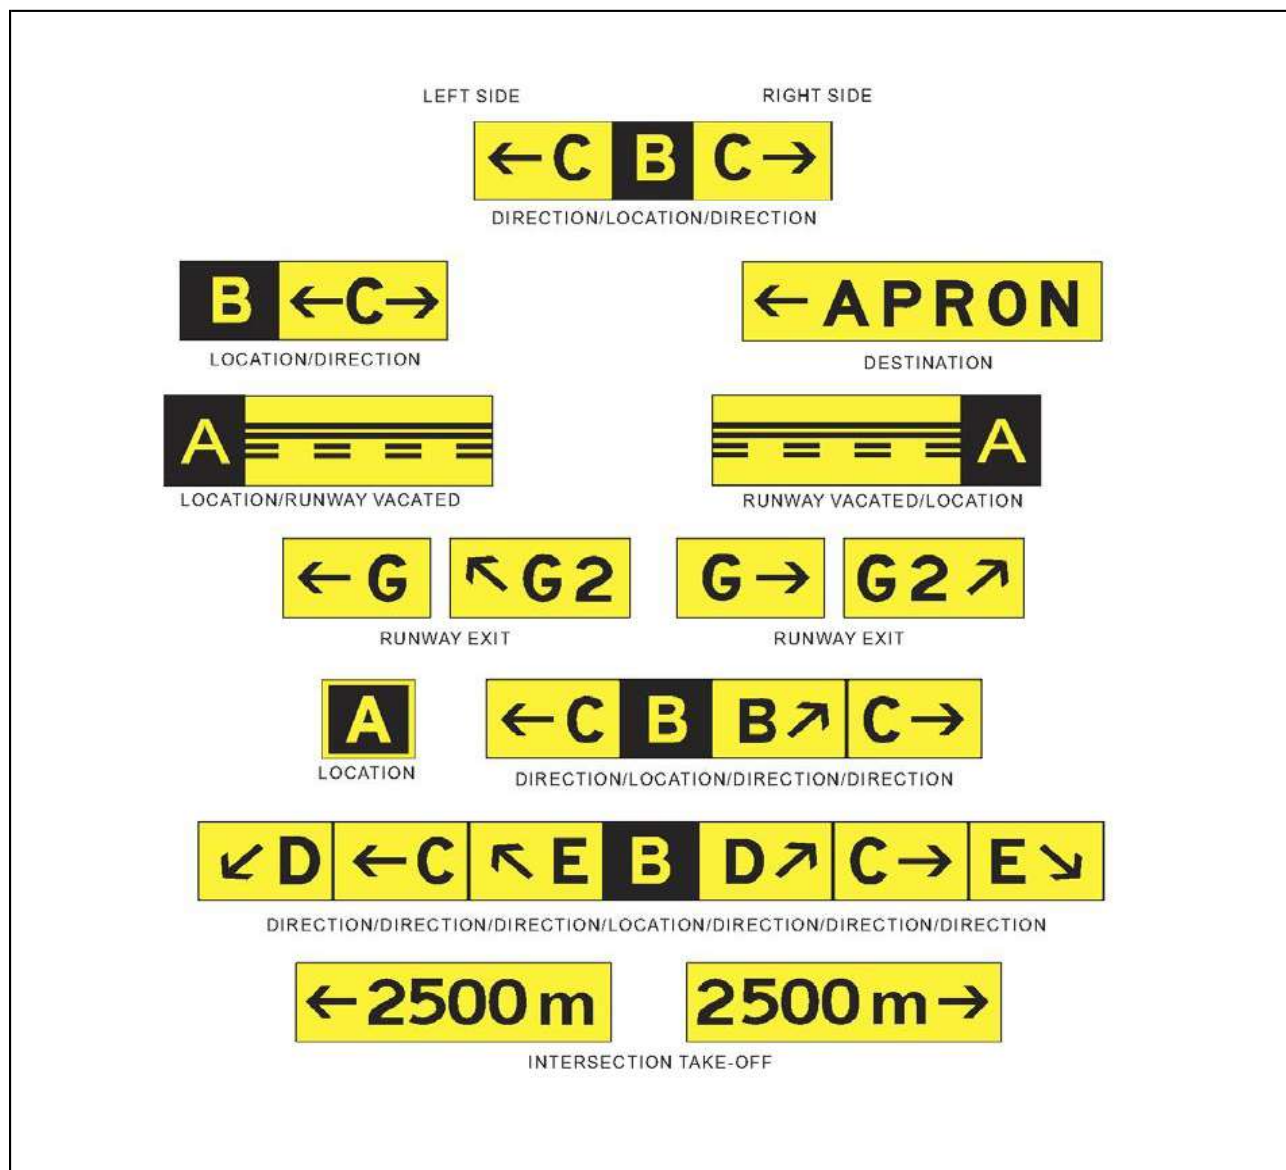 LEFT SIDE RIGHT SIDE
←C B C→
DIRECTION/LOCATION/DIRECTION
B ←C→ ←APRON
LOCATION/DIRECTION DESTINATION
A A
LOCATION/RUNWAY VACATED RUNWAY VACATED/LOCATION
←G ↖G2 G→ G2↗
RUNWAY EXIT RUNWAY EXIT
A ←C B B↗ C→
LOCATION DIRECTION/LOCATION/DIRECTION/DIRECTION
↙D ←C ↖E B D↗ C→ E↘
DIRECTION/DIRECTION/DIRECTION/LOCATION/DIRECTION/DIRECTION/DIRECTION
←2500 m 2500 m→
INTERSECTION TAKE-OFF